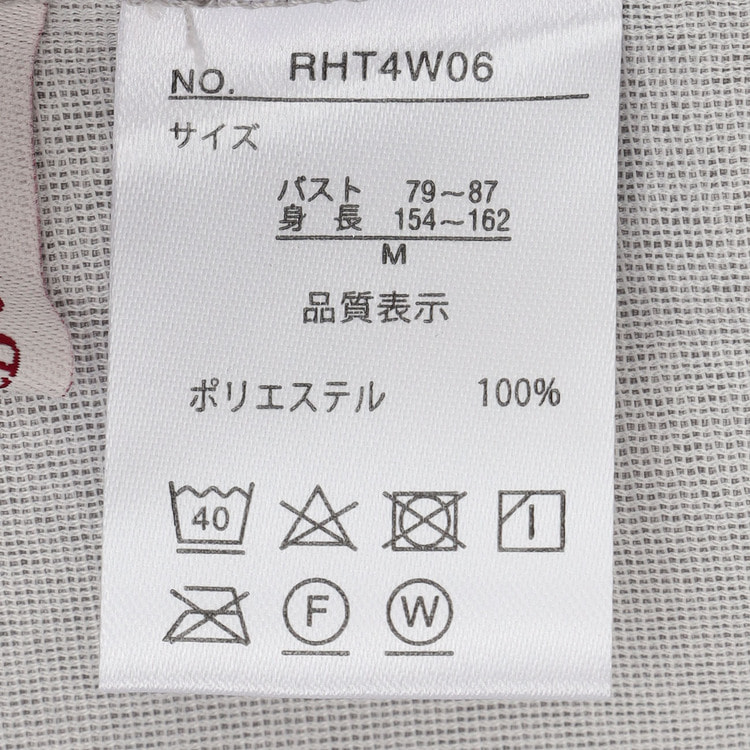 NO. RHT4W06
サイズ
バスト 79～87
身長 154～162
M
品質表示
ポリエステル 100%
40
F W